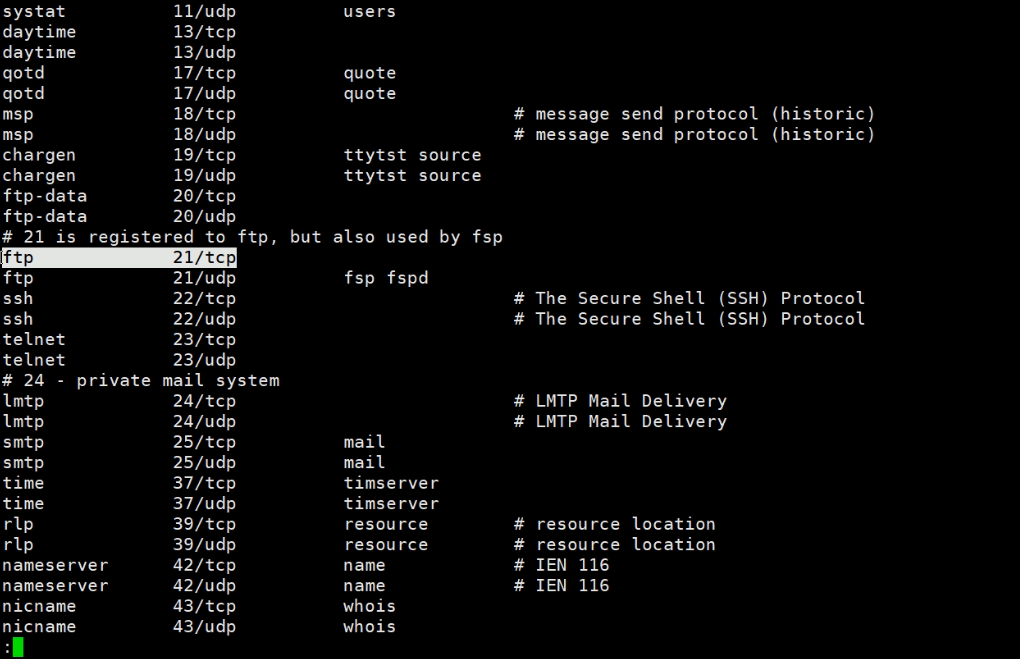 systat          11/udp          users
daytime         13/tcp
daytime         13/udp
qotd            17/tcp          quote
qotd            17/udp          quote
msp             18/tcp                          # message send protocol (historic)
msp             18/udp                          # message send protocol (historic)
chargen         19/tcp          ttytst source
chargen         19/udp          ttytst source
ftp-data        20/tcp
ftp-data        20/udp
# 21 is registered to ftp, but also used by fsp
ftp             21/tcp
ftp             21/udp          fsp fspd
ssh             22/tcp                          # The Secure Shell (SSH) Protocol
ssh             22/udp                          # The Secure Shell (SSH) Protocol
telnet          23/tcp
telnet          23/udp
# 24 - private mail system
lmtp            24/tcp                          # LMTP Mail Delivery
lmtp            24/udp                          # LMTP Mail Delivery
smtp            25/tcp          mail
smtp            25/udp          mail
time            37/tcp          timserver
time            37/udp          timserver
rlp             39/tcp          resource        # resource location
rlp             39/udp          resource        # resource location
nameserver      42/tcp          name            # IEN 116
nameserver      42/udp          name            # IEN 116
nicname         43/tcp          whois
nicname         43/udp          whois
: